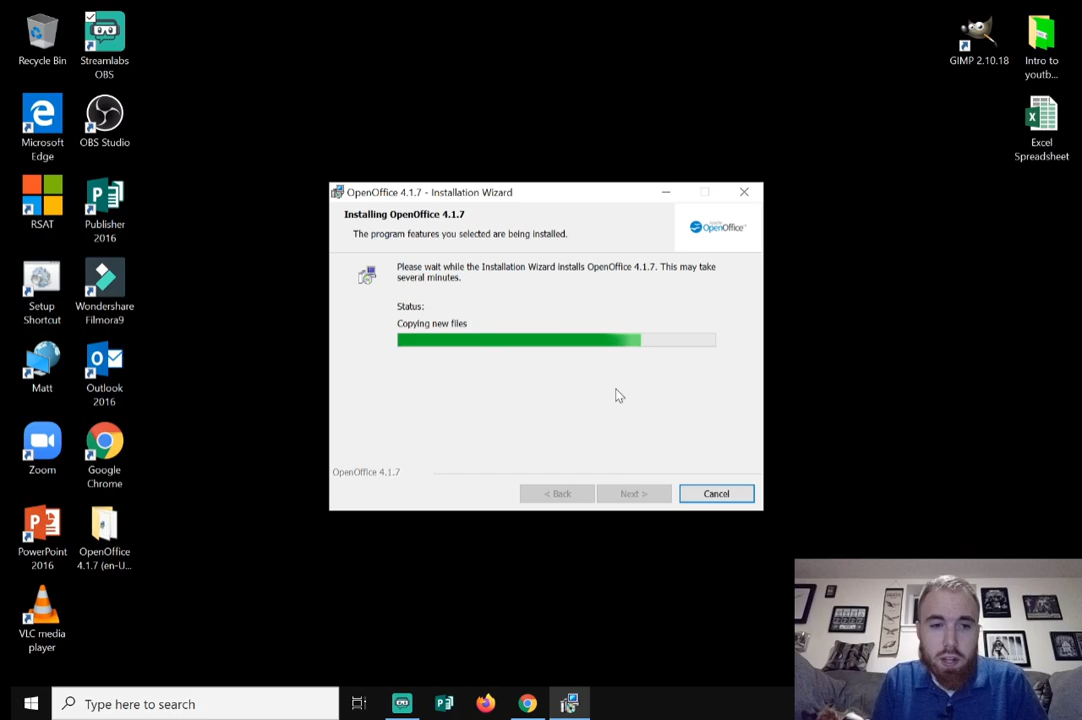 Recycle Bin
Streamlabs
OBS
Microsoft
Edge
OBS Studio
RSAT
Publisher
2016
Setup
Shortcut
Wondershare
Filmora9
Matt
Outlook
2016
Zoom
Google
Chrome
PowerPoint
2016
OpenOffice
4.1.7 (en-U...
VLC media
player
GIMP 2.10.18
Intro to
youtb...
Excel
Spreadsheet
OpenOffice 4.1.7 - Installation Wizard
Installing OpenOffice 4.1.7
The program features you selected are being installed.
OpenOffice
Please wait while the Installation Wizard installs OpenOffice 4.1.7. This may take
several minutes.
Status:
Copying new files
OpenOffice 4.1.7
< Back
Next >
Cancel
Type here to search